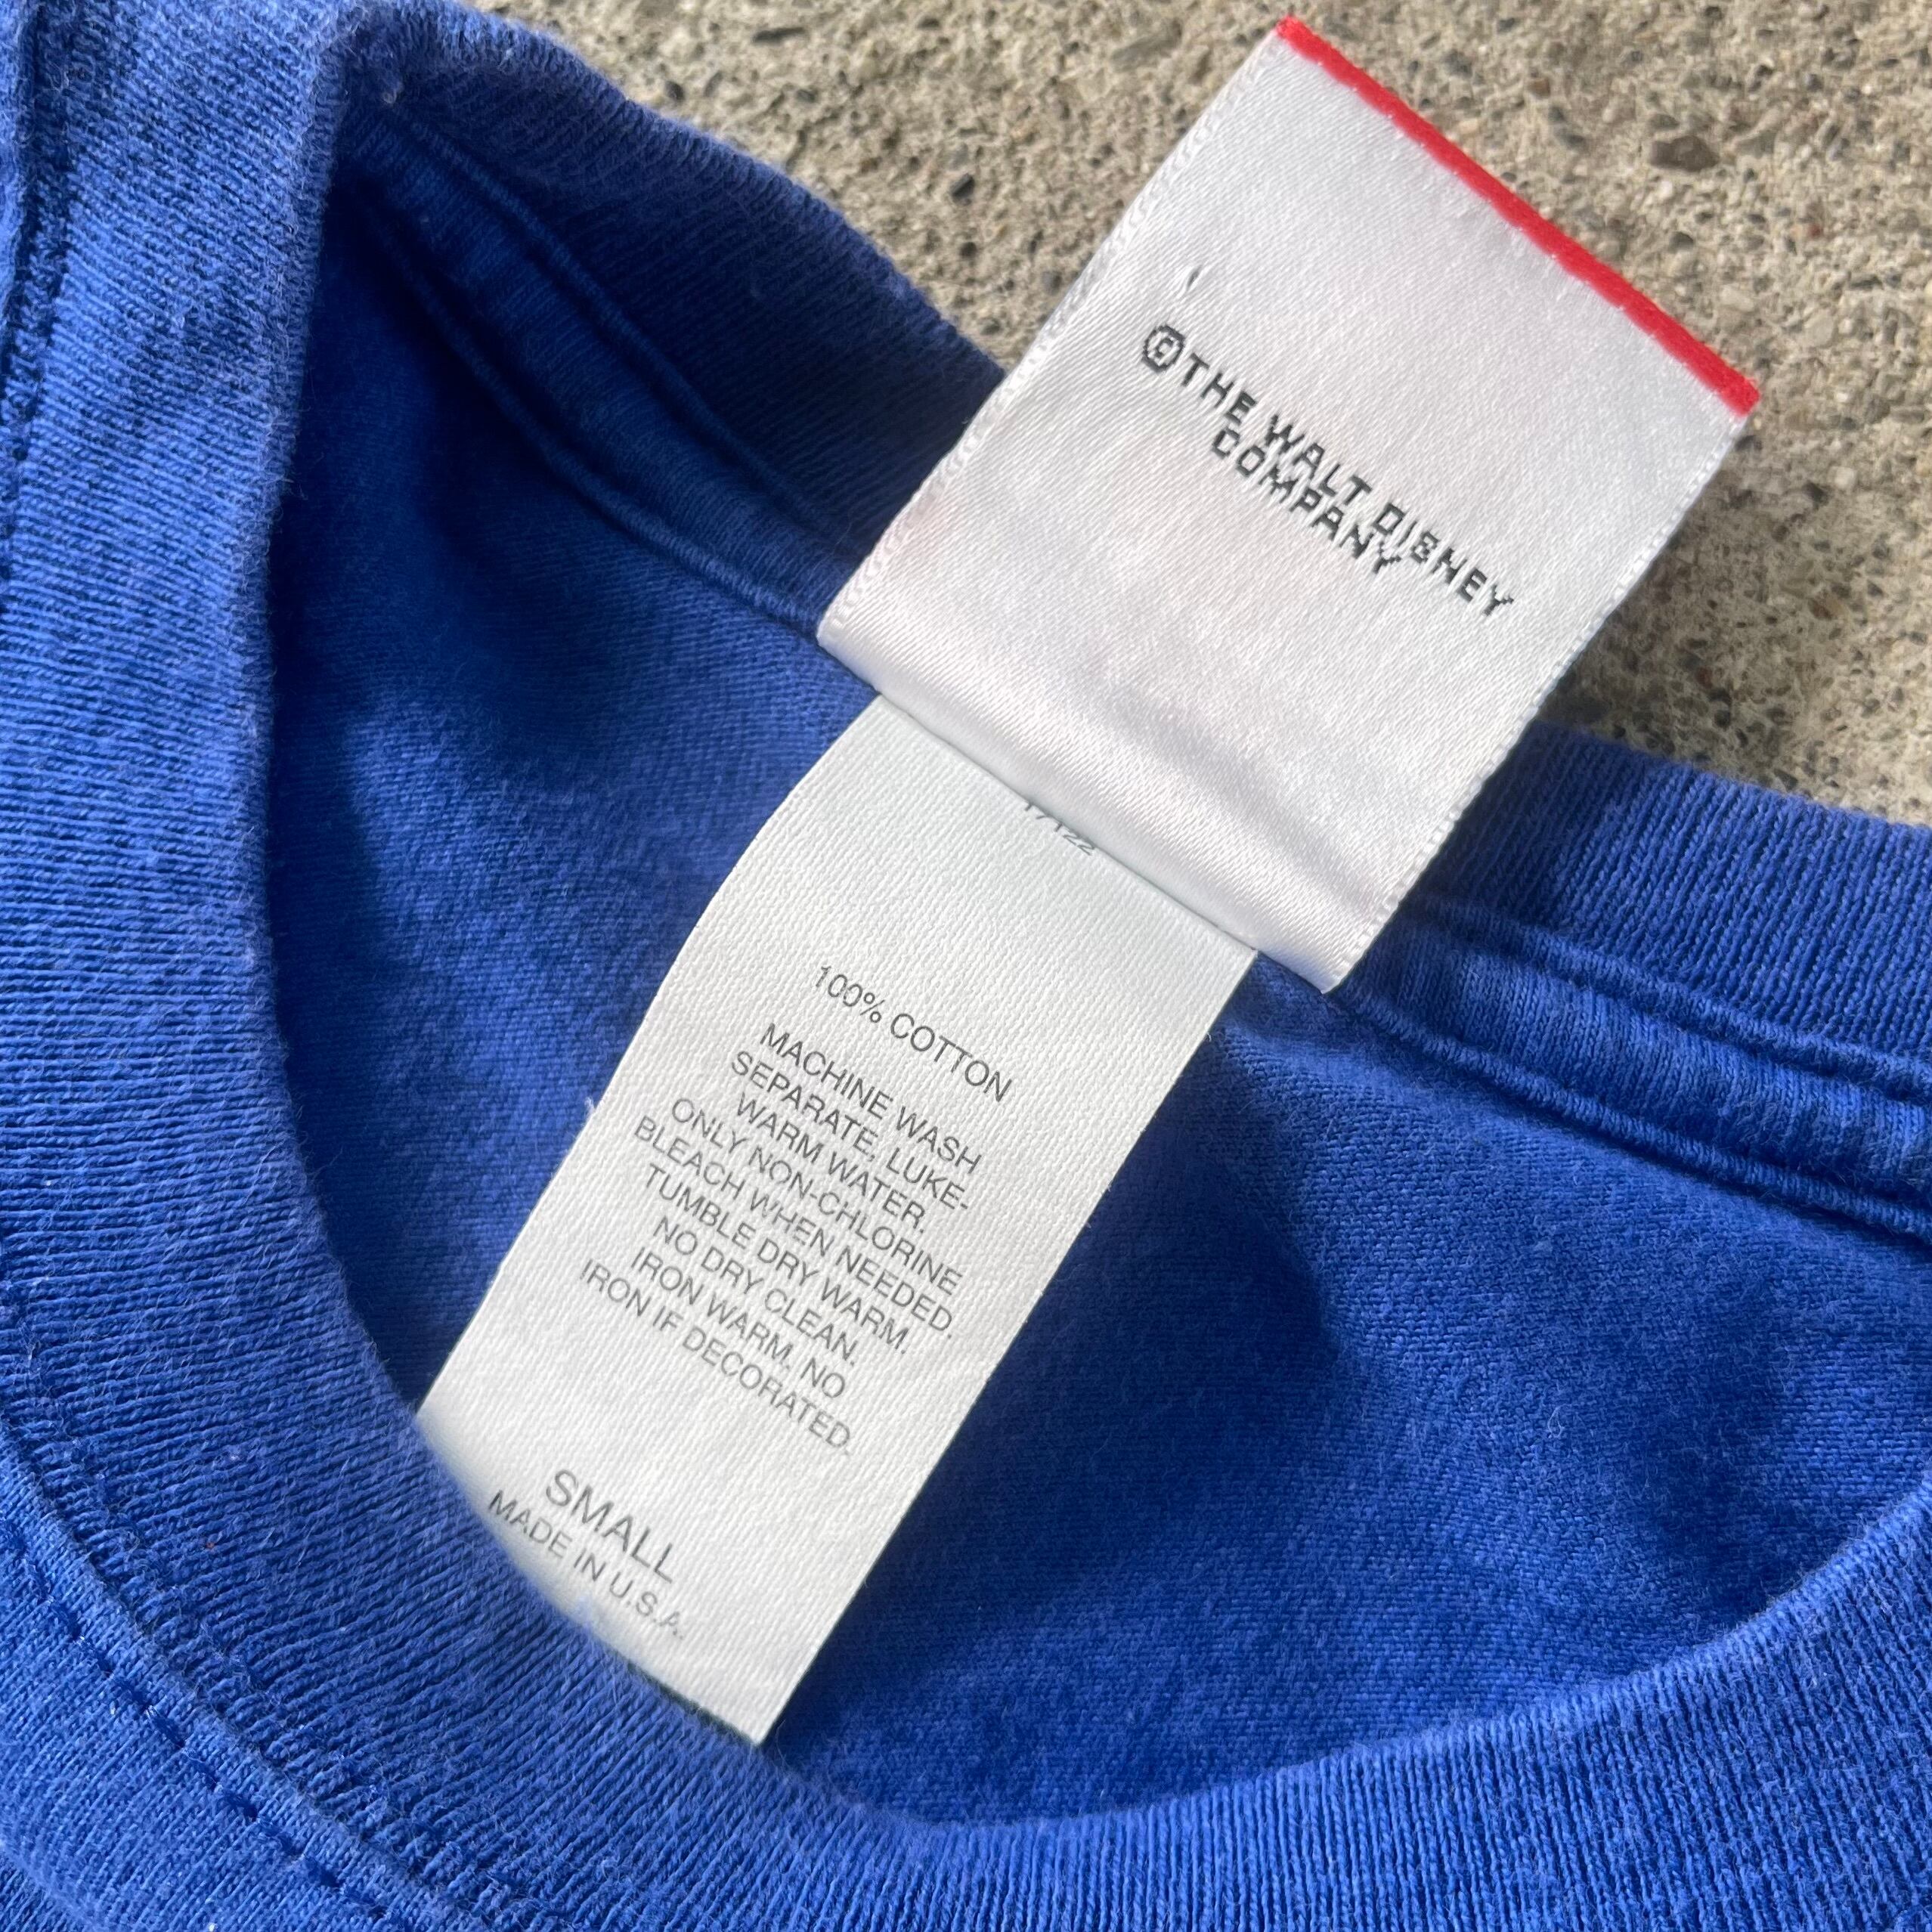 ©THE WALT DISNEY
COMPANY
100% COTTON
MACHINE WASH
SEPARATE, LUKE-
WARM WATER.
ONLY NON-CHLORINE
BLEACH WHEN NEEDED.
TUMBLE DRY WARM.
NO DRY CLEAN.
IRON WARM. NO
IRON IF DECORATED.
SMALL
MADE IN U.S.A.